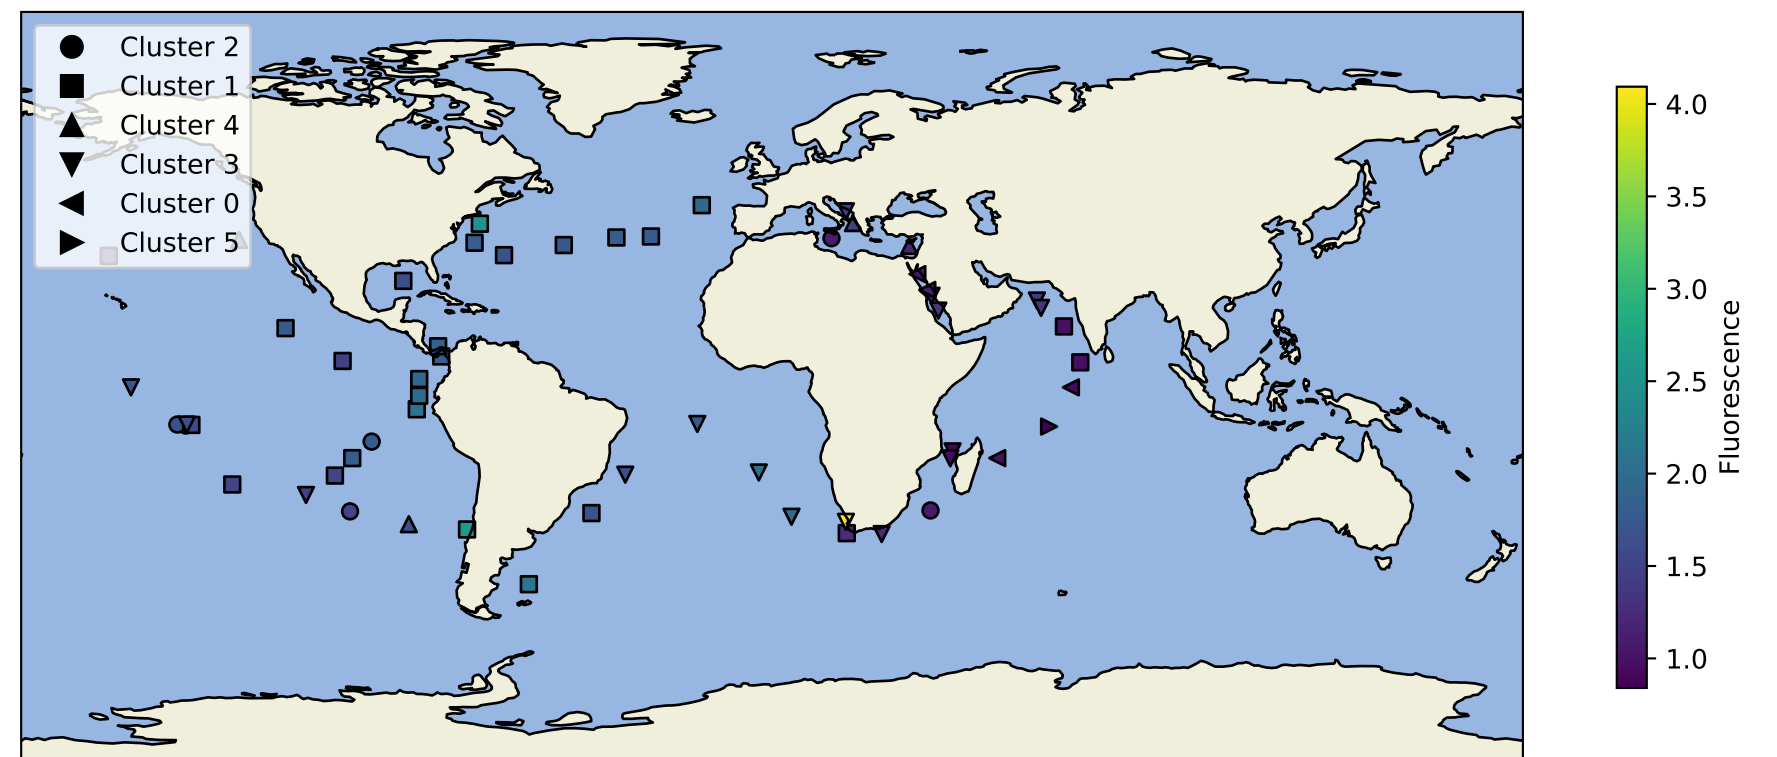 Cluster 2
Cluster 1
Cluster 4
Cluster 3
Cluster 0
Cluster 5
4.0
3.5
3.0
2.5
2.0
1.5
1.0
Fluorescence